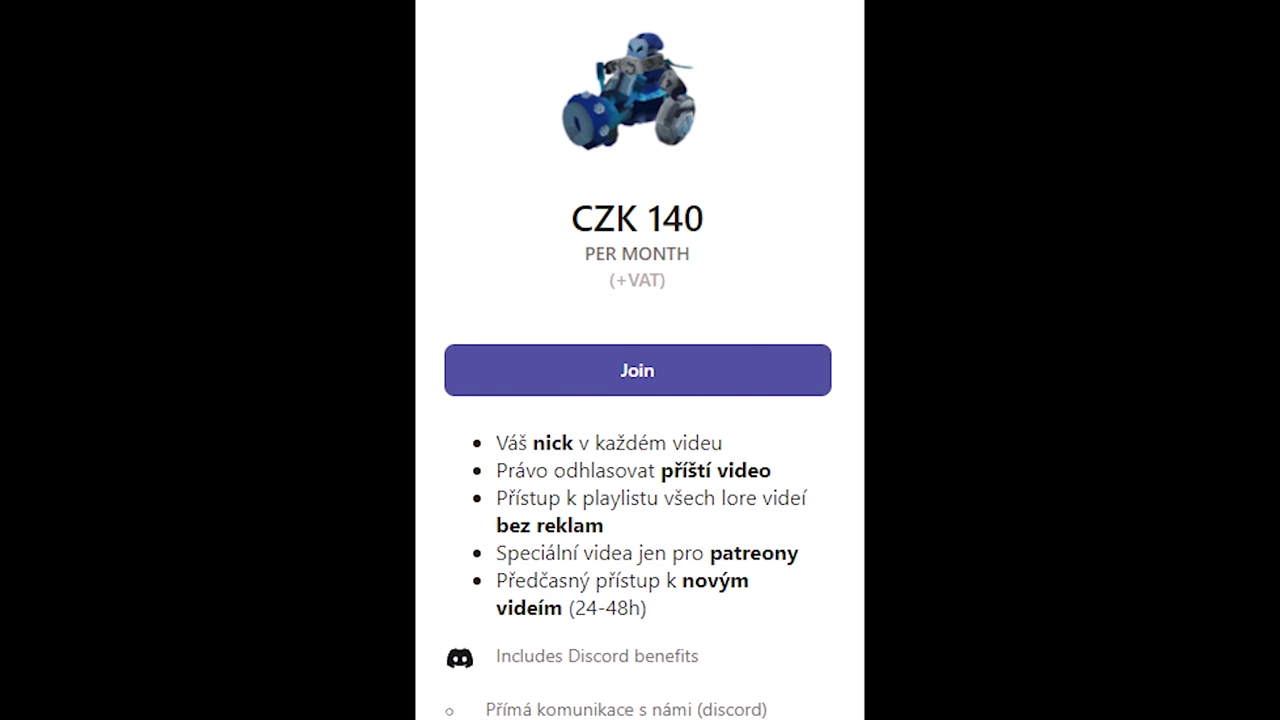 CZK 140
PER MONTH
(+VAT)
Join
Váš nick v každém videu
Právo odhlasovat příští video
Přístup k playlistu všech lore videí
bez reklam
Speciální videa jen pro patreony
Předčasný přístup k novým
videím (24-48h)
Includes Discord benefits
Přímá komunikace s námi (discord)